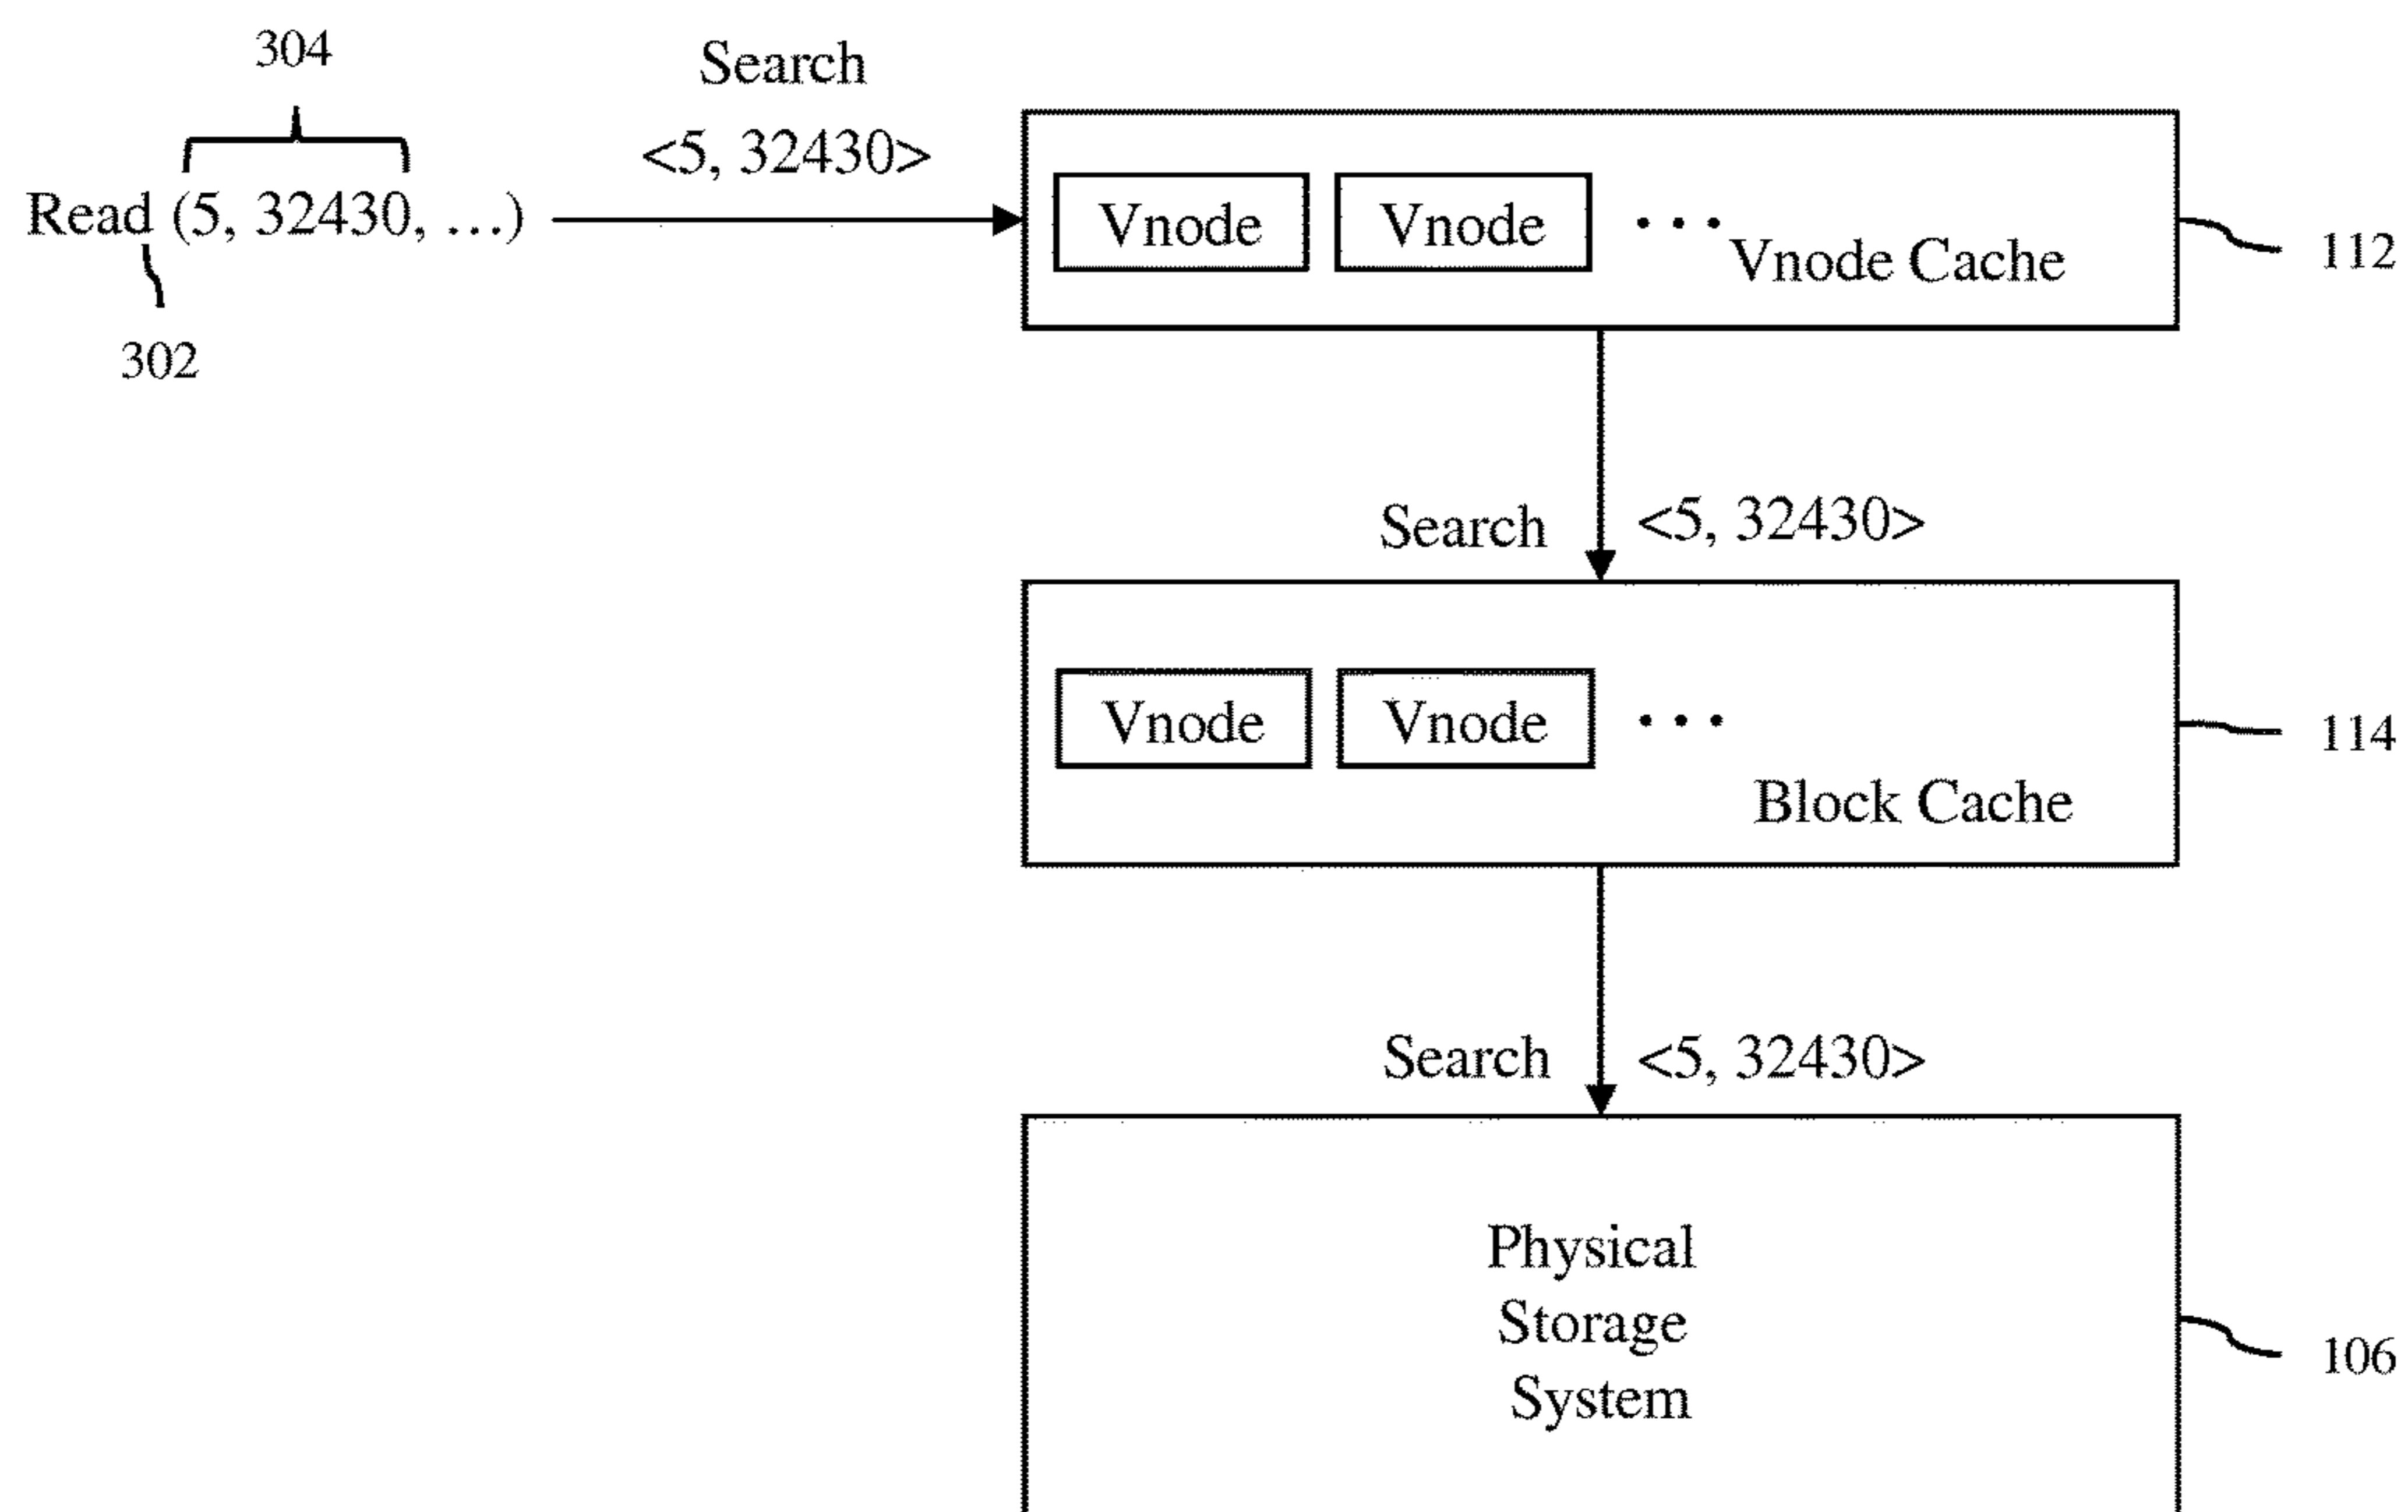 304
Search
<5, 32430>
Read (5, 32430, ...)
302
Vnode Vnode ... Vnode Cache
112
Search <5, 32430>
Vnode Vnode ...
Block Cache
114
Search <5, 32430>
Physical
Storage
System
106